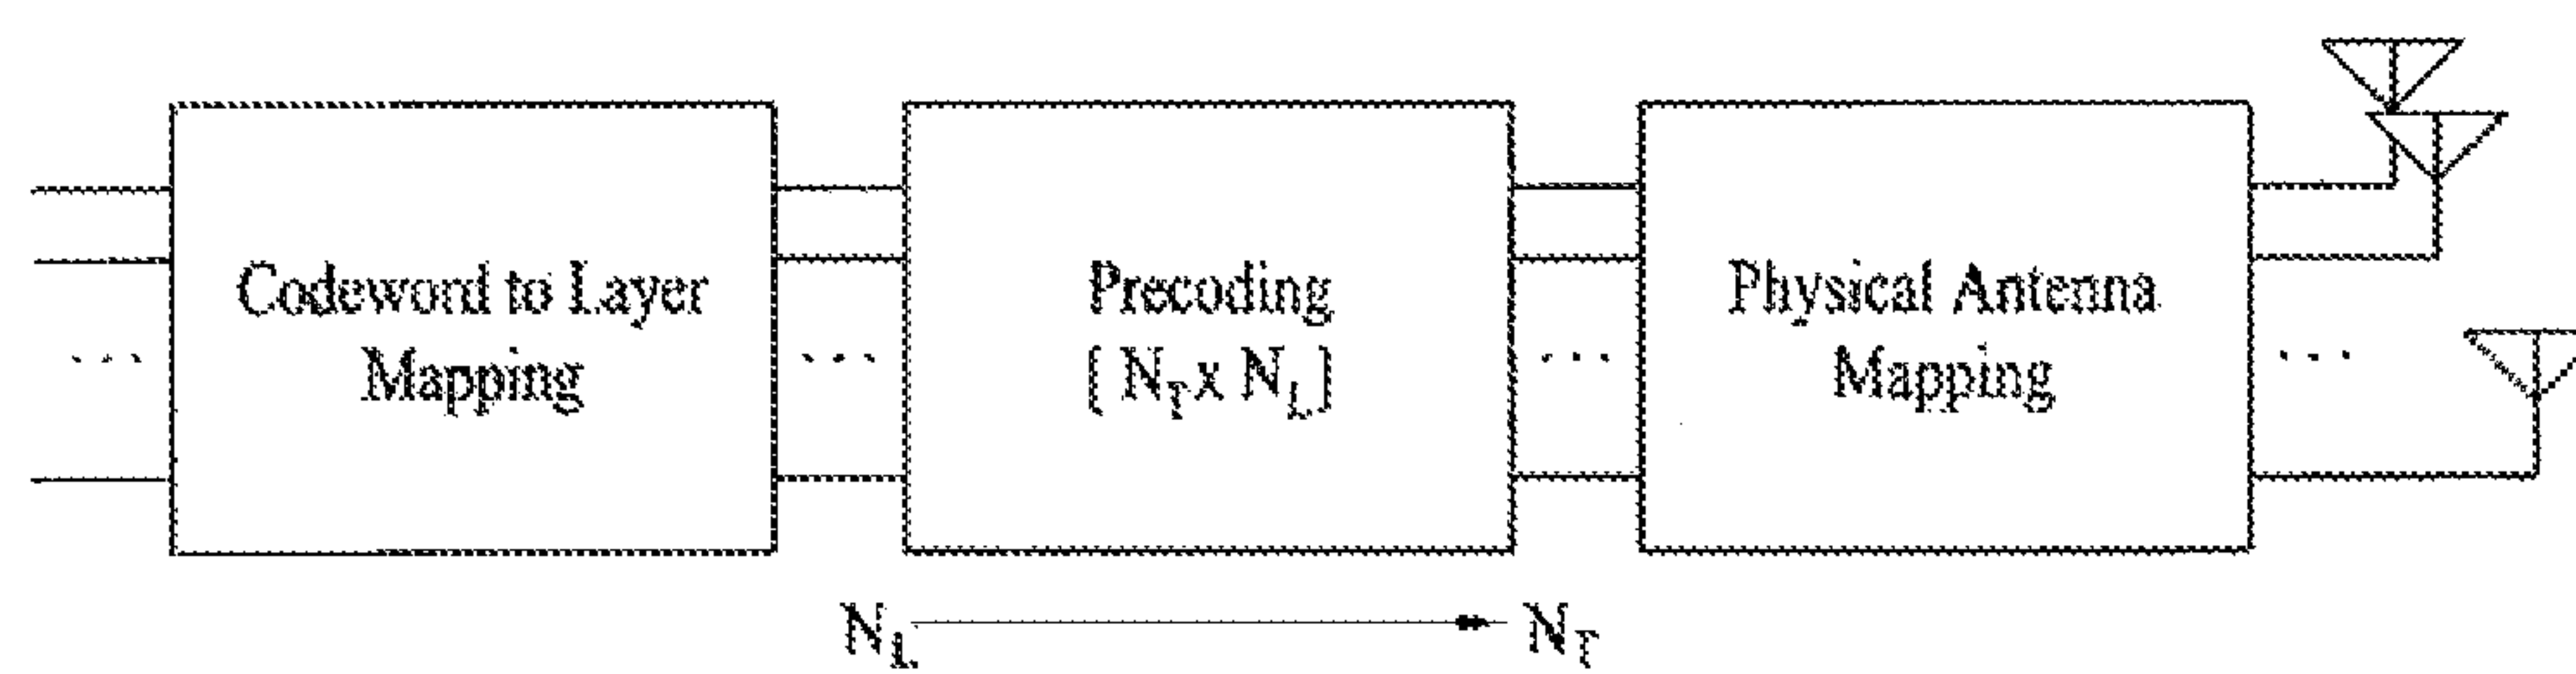 Codeword to Layer
Mapping
...
Precoding
[ N_T x N_L ]
...
Physical Antenna
Mapping
...
...
N_L
N_T